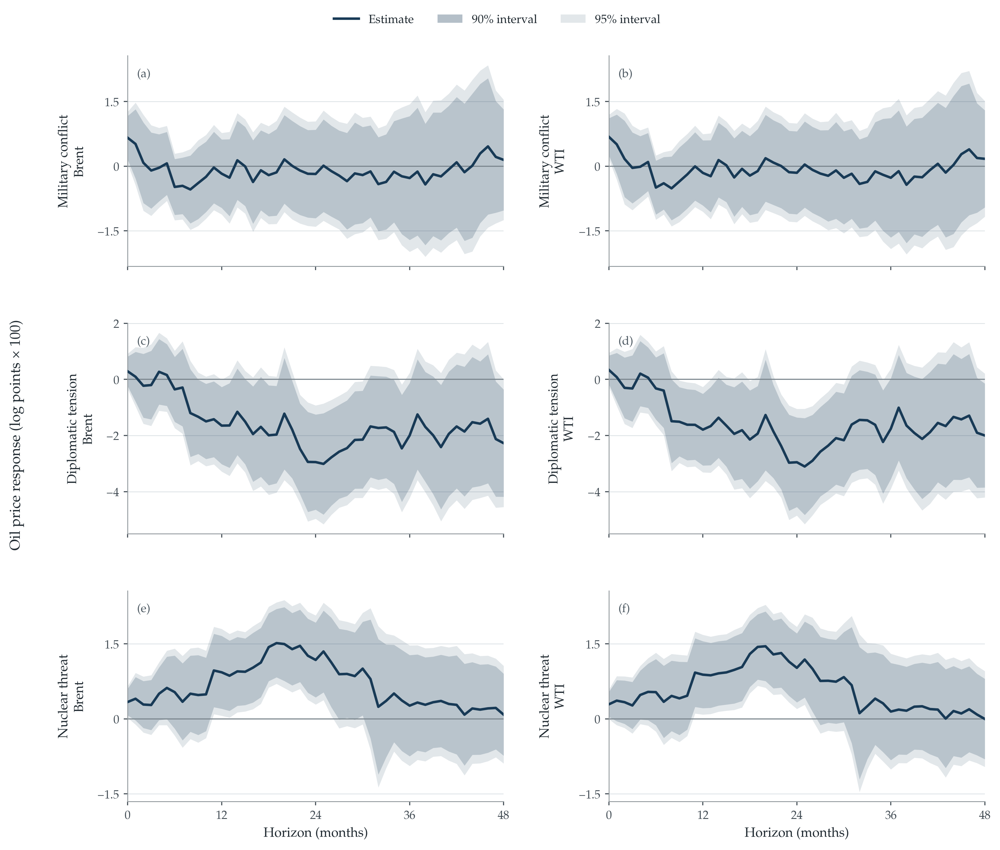 Estimate
90% interval
95% interval
Oil price response (log points × 100)
Military conflict
Brent
(a)
1.5
0
−1.5
Military conflict
WTI
(b)
1.5
0
−1.5
Diplomatic tension
Brent
(c)
2
0
−2
−4
Diplomatic tension
WTI
(d)
2
0
−2
−4
Nuclear threat
Brent
(e)
1.5
0
−1.5
0 12 24 36 48
Horizon (months)
Nuclear threat
WTI
(f)
1.5
0
−1.5
0 12 24 36 48
Horizon (months)